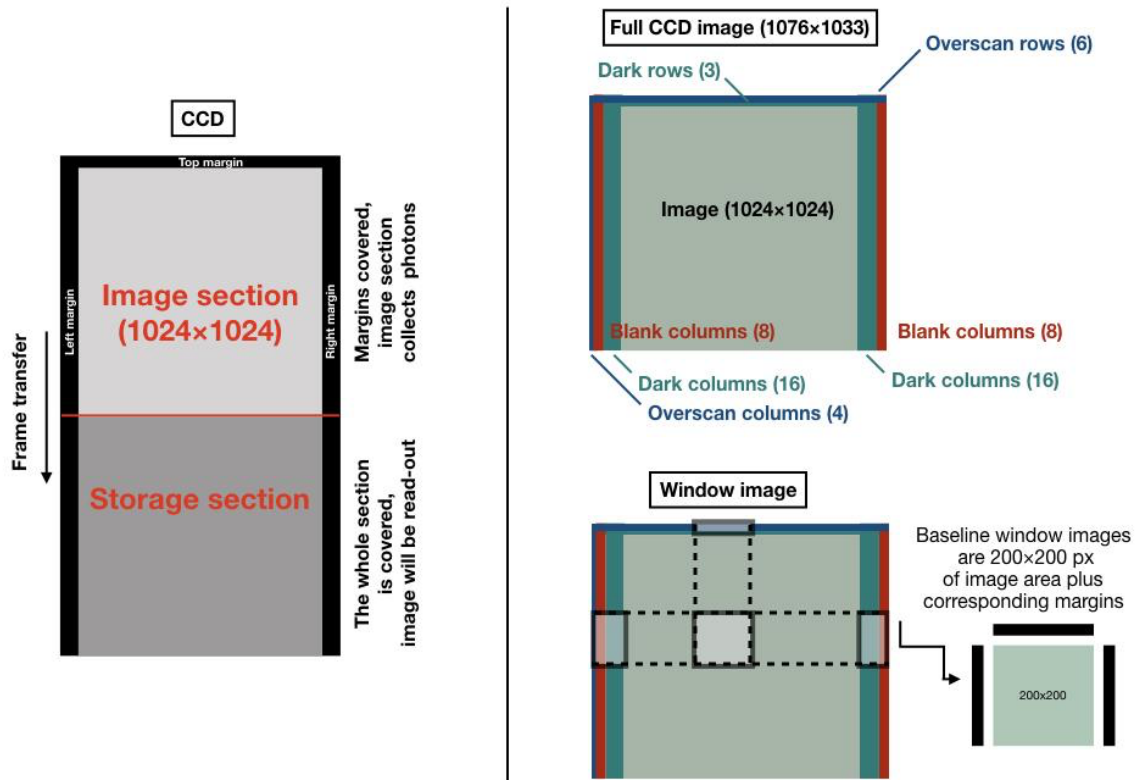 CCD
Top margin
Left margin
Right margin
Image section
(1024×1024)
Storage section
Frame transfer
Margins covered,
image section
collects photons
The whole section
is covered,
image will be read-out
Full CCD image (1076×1033)
Overscan rows (6)
Dark rows (3)
Image (1024×1024)
Blank columns (8)
Blank columns (8)
Dark columns (16)
Dark columns (16)
Overscan columns (4)
Window image
Baseline window images
are 200×200 px
of image area plus
corresponding margins
200x200